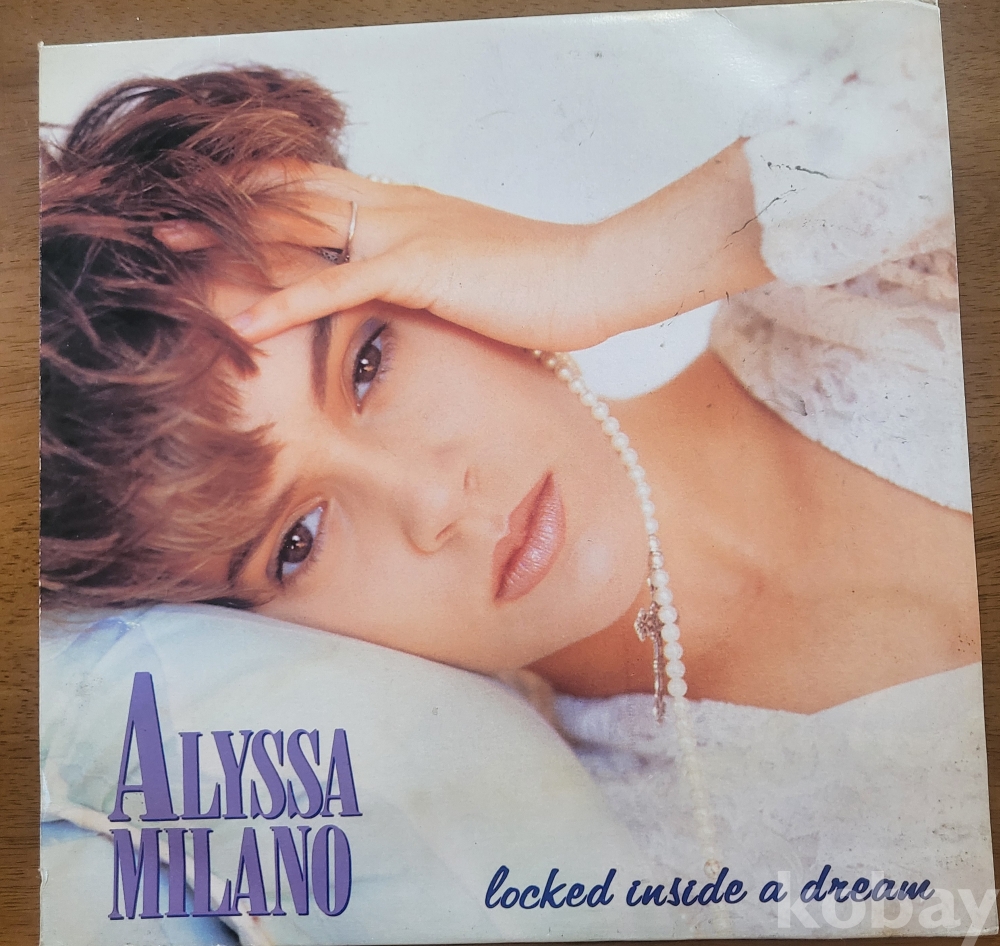 ALYSSA
MILANO
locked inside a dream
kobay